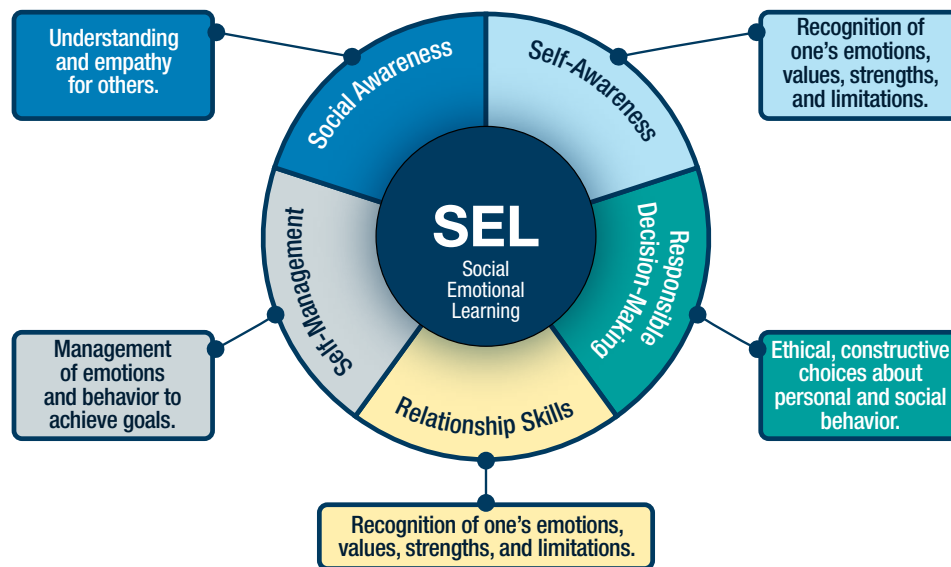 Understanding
and empathy
for others.
Social Awareness
Self-Awareness
Recognition of
one’s emotions,
values, strengths,
and limitations.
SEL
Social
Emotional
Learning
Self-Management
Responsible
Decision-Making
Relationship Skills
Management
of emotions
and behavior to
achieve goals.
Ethical, constructive
choices about
personal and social
behavior.
Recognition of one’s emotions,
values, strengths, and limitations.